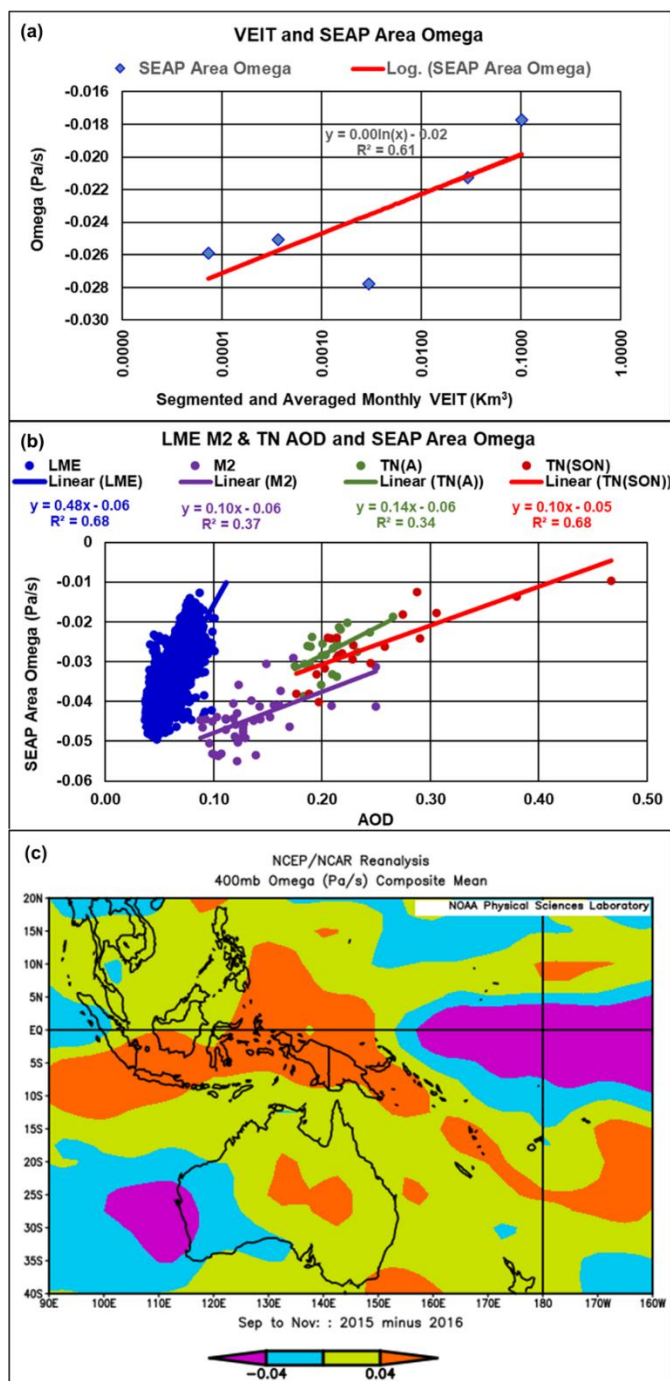 (a)
VEIT and SEAP Area Omega
SEAP Area Omega
Log. (SEAP Area Omega)
-0.016
-0.018
-0.020
-0.022
-0.024
-0.026
-0.028
-0.030
y = 0.00ln(x) - 0.02
R² = 0.61
Omega (Pa/s)
0.0000
0.0001
0.0010
0.0100
0.1000
1.0000
Segmented and Averaged Monthly VEIT (Km³)
(b)
LME M2 & TN AOD and SEAP Area Omega
LME
M2
TN(A)
TN(SON)
Linear (LME)
Linear (M2)
Linear (TN(A))
Linear (TN(SON))
y = 0.48x - 0.06
y = 0.10x - 0.06
y = 0.14x - 0.06
y = 0.10x - 0.05
R² = 0.68
R² = 0.37
R² = 0.34
R² = 0.68
0
-0.01
-0.02
-0.03
-0.04
-0.05
-0.06
SEAP Area Omega (Pa/s)
0.00
0.10
0.20
0.30
0.40
0.50
AOD
(c)
NCEP/NCAR Reanalysis
400mb Omega (Pa/s) Composite Mean
NOAA Physical Sciences Laboratory
20N
15N
10N
5N
EQ
5S
10S
15S
20S
25S
30S
35S
40S
90E
100E
110E
120E
130E
140E
150E
160E
170E
180
170W
160W
Sep to Nov: : 2015 minus 2016
-0.04
0.04